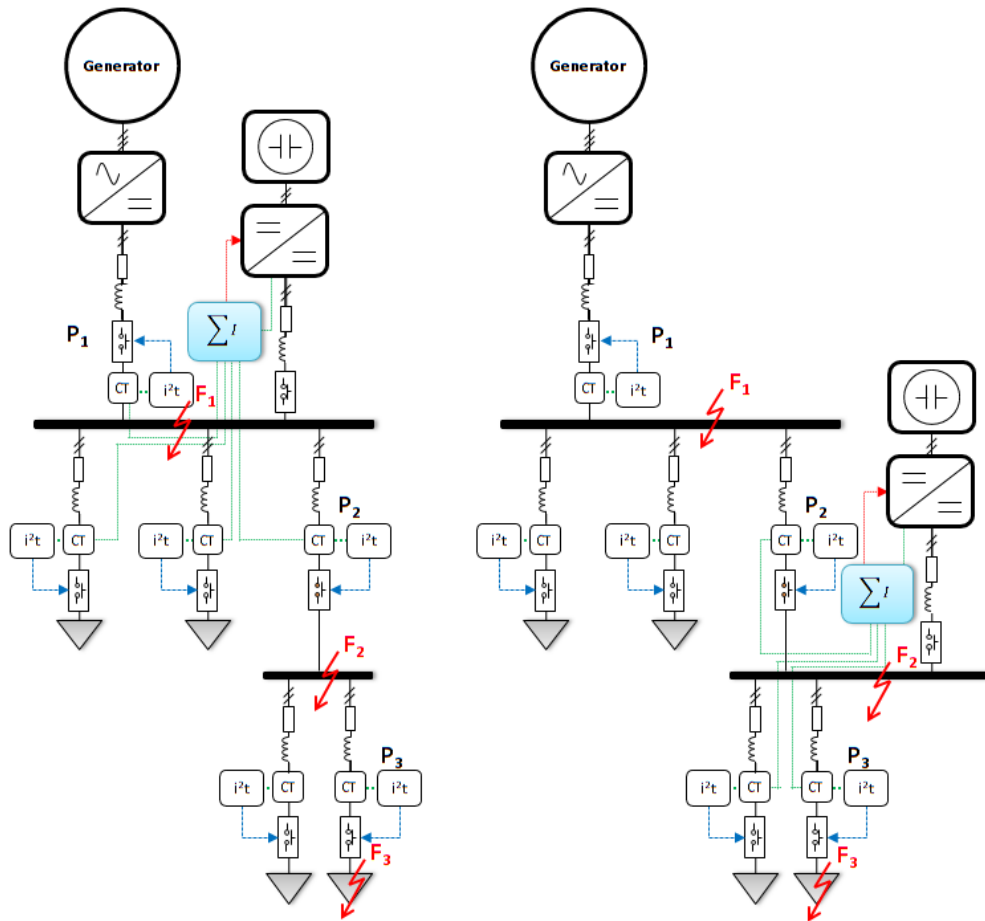 Generator
Generator
P₁
∑I
P₁
CT
i²t
F₁
CT
i²t
F₁
P₂
P₂
i²t
CT
i²t
CT
CT
i²t
i²t
CT
i²t
CT
CT
i²t
∑I
F₂
F₂
P₃
P₃
i²t
CT
CT
i²t
i²t
CT
CT
i²t
F₃
F₃